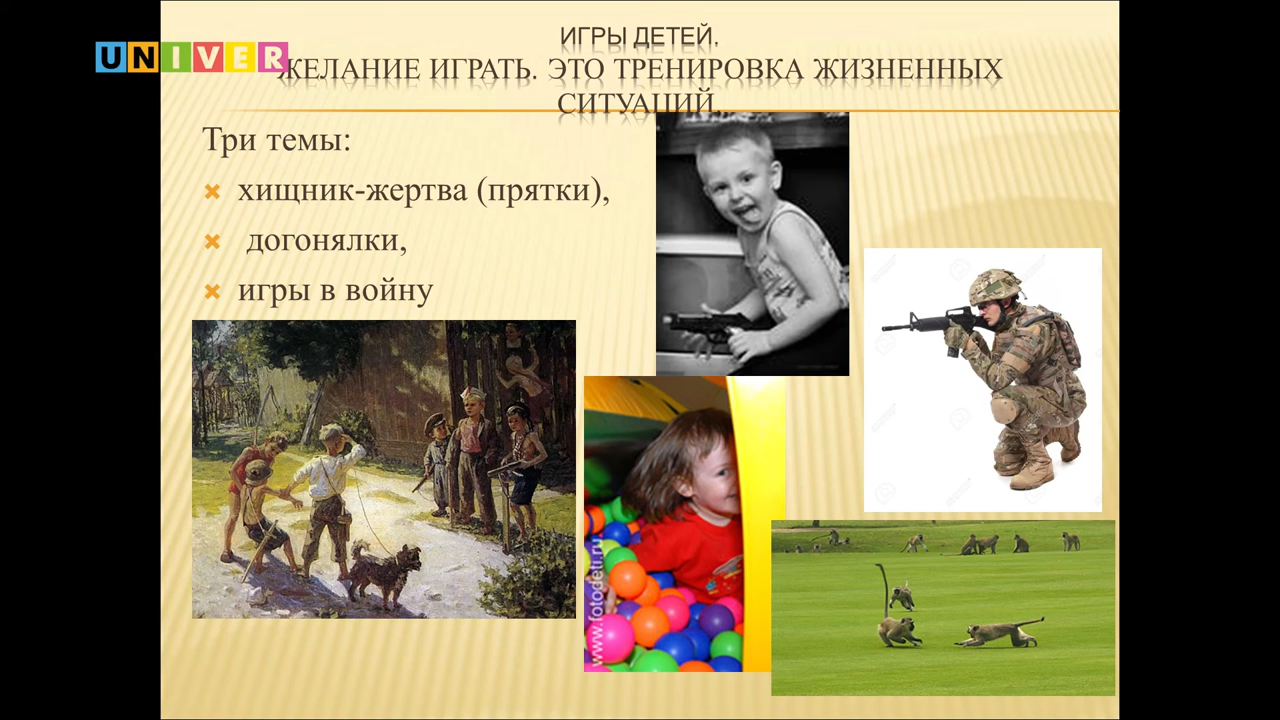 UNIVER
ИГРЫ ДЕТЕЙ.
ЖЕЛАНИЕ ИГРАТЬ. ЭТО ТРЕНИРОВКА ЖИЗНЕННЫХ
СИТУАЦИЙ.
Три темы:
хищник-жертва (прятки),
догонялки,
игры в войну
www.fotodeti.ru